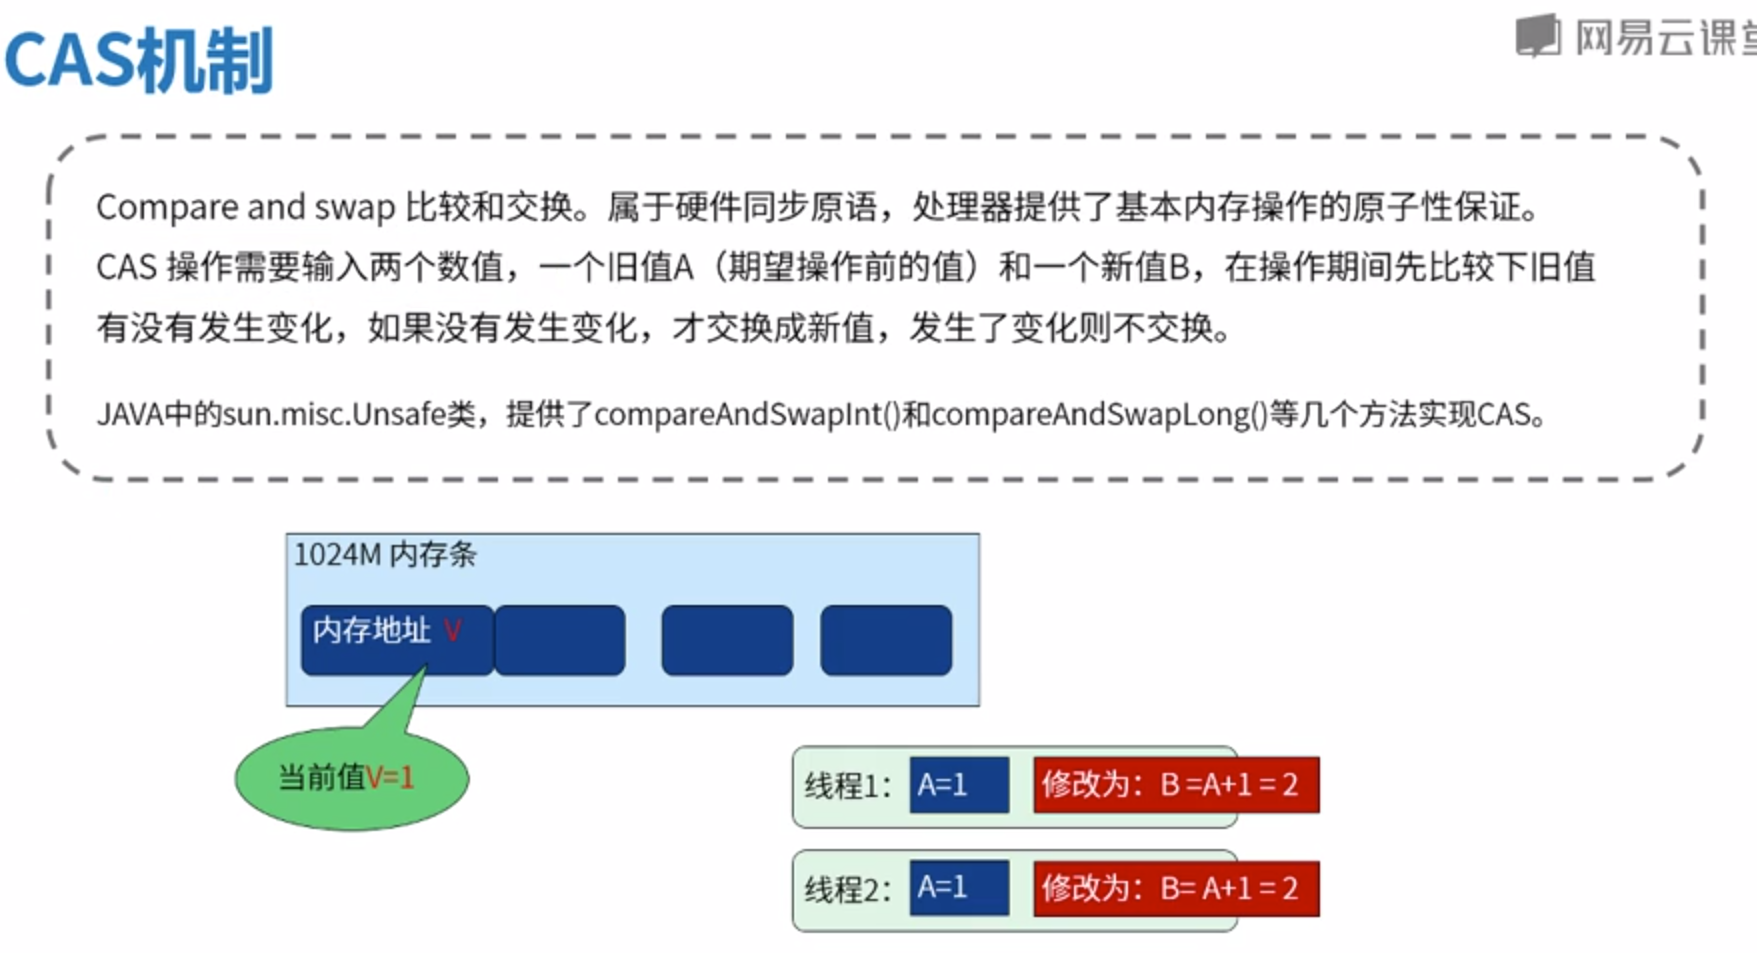 CAS机制
网易云课堂
Compare and swap 比较和交换。属于硬件同步原语，处理器提供了基本内存操作的原子性保证。
CAS 操作需要输入两个数值，一个旧值A（期望操作前的值）和一个新值B，在操作期间先比较下旧值
有没有发生变化，如果没有发生变化，才交换成新值，发生了变化则不交换。
JAVA中的sun.misc.Unsafe类，提供了compareAndSwapInt()和compareAndSwapLong()等几个方法实现CAS。
1024M 内存条
内存地址 V
当前值V=1
线程1： A=1 修改为：B =A+1 = 2
线程2： A=1 修改为：B= A+1 = 2